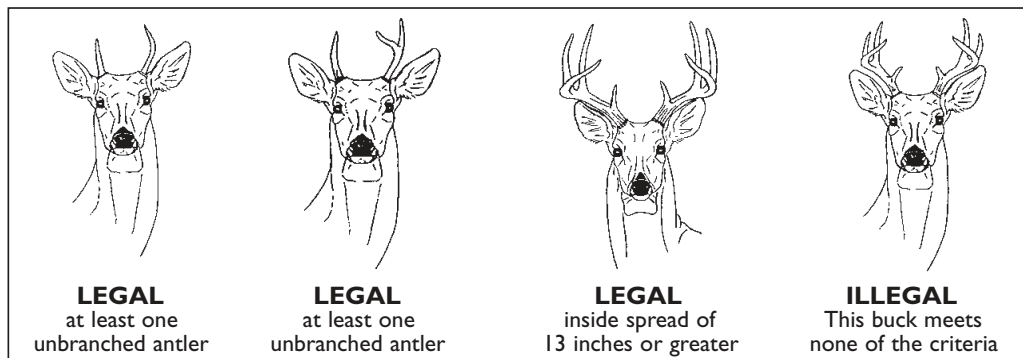 LEGAL
at least one
unbranched antler
LEGAL
at least one
unbranched antler
LEGAL
inside spread of
13 inches or greater
ILLEGAL
This buck meets
none of the criteria